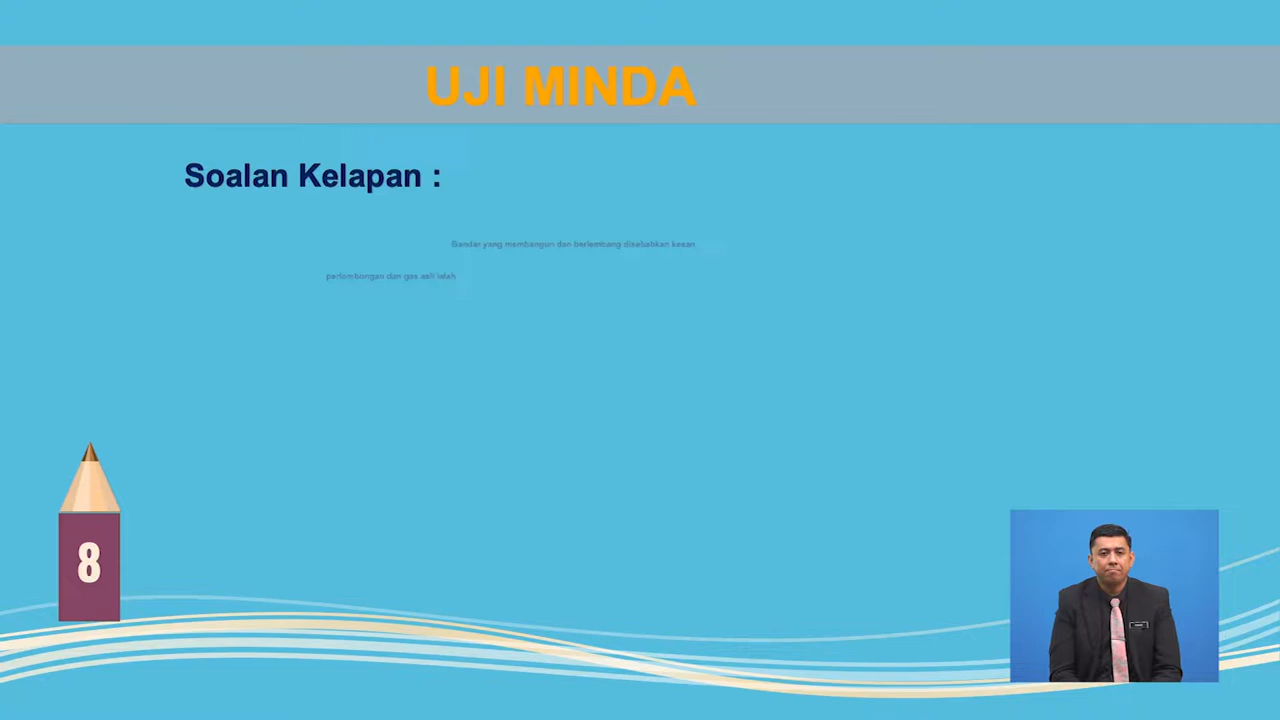 UJI MINDA
Soalan Kelapan :
Bandar yang membangun dan berkembang disebabkan kesan
perlombongan dan gas asli ialah
8